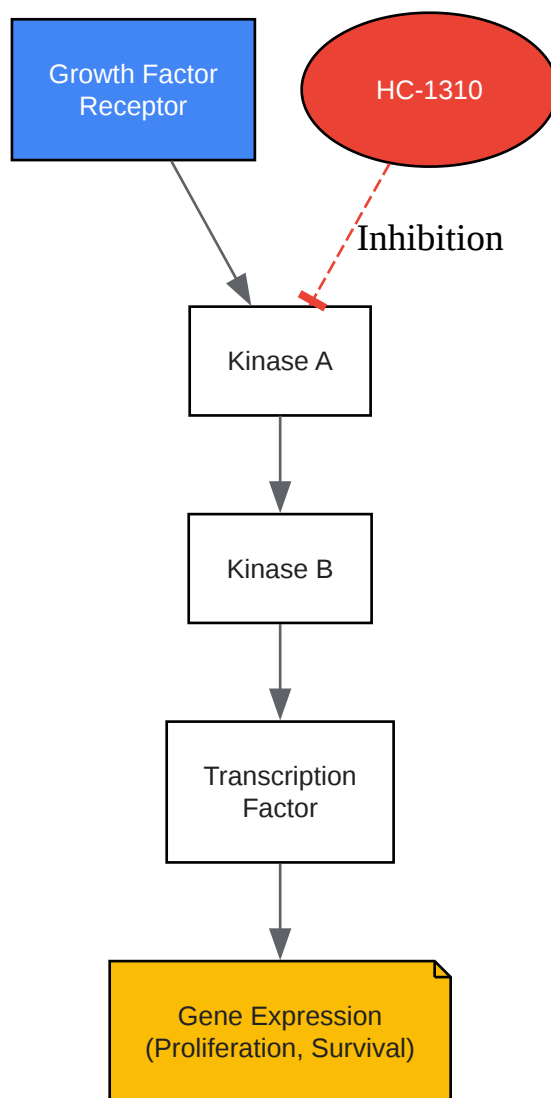 Growth Factor
Receptor
HC-1310
Inhibition
Kinase A
Kinase B
Transcription
Factor
Gene Expression
(Proliferation, Survival)